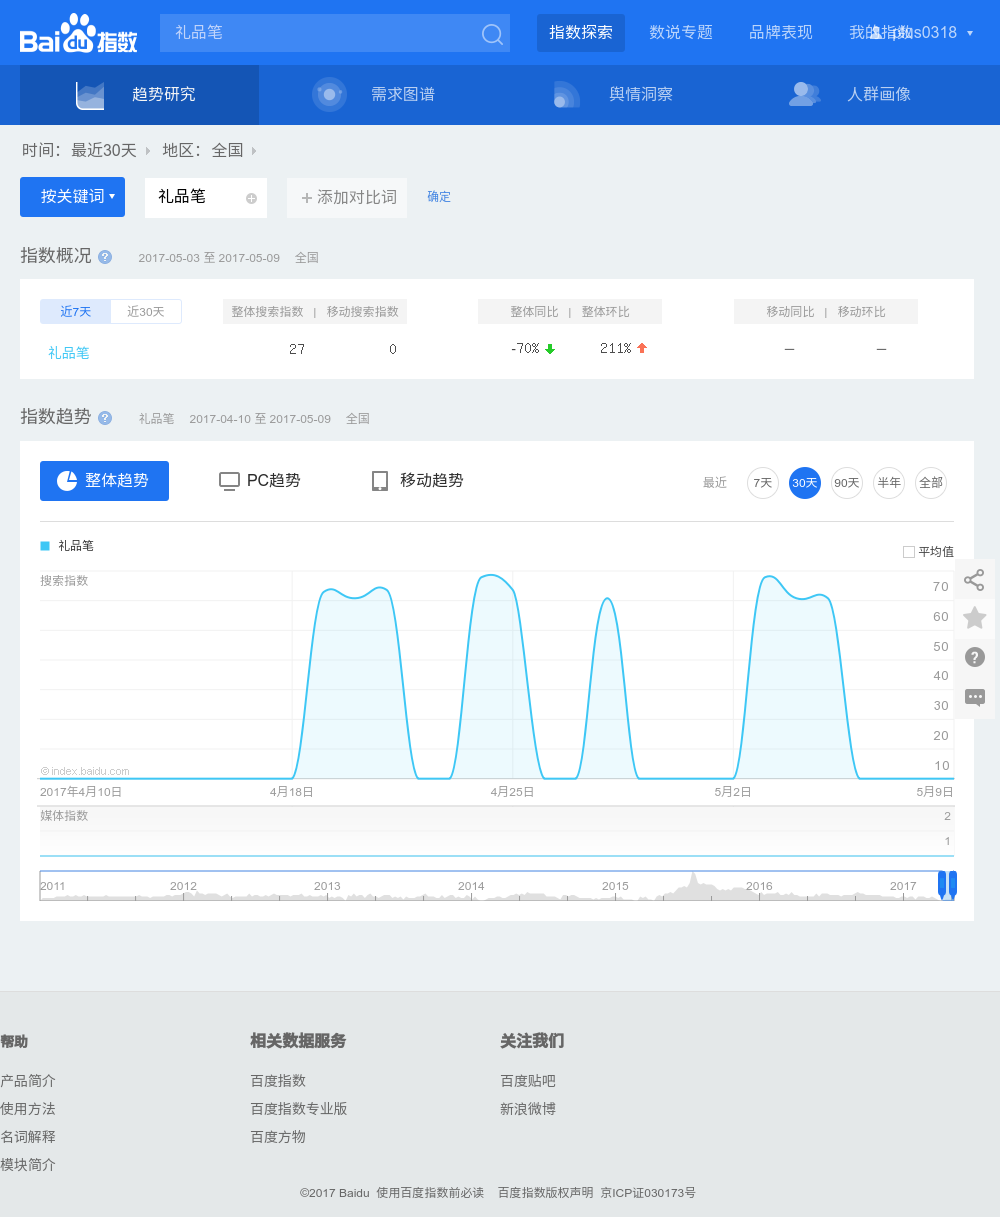 Bai du 指数 礼品笔 指数探索 数说专题 品牌表现 我的指数 plus0318
趋势研究 需求图谱 舆情洞察 人群画像
时间： 最近30天 地区： 全国
按关键词 礼品笔 添加对比词 确定
指数概况 ? 2017-05-03 至 2017-05-09 全国
近7天 近30天 整体搜索指数 | 移动搜索指数 整体同比 | 整体环比 移动同比 | 移动环比
礼品笔 27 0 -70% 211% – –
指数趋势 ? 礼品笔 2017-04-10 至 2017-05-09 全国
整体趋势 PC趋势 移动趋势 最近 7天 30天 90天 半年 全部
礼品笔
平均值
搜索指数
70
60
50
40
30
20
10
©index.baidu.com
2017年4月10日 4月18日 4月25日 5月2日 5月9日
媒体指数 2
1
2011 2012 2013 2014 2015 2016 2017
帮助 相关数据服务 关注我们
产品简介 百度指数 百度贴吧
使用方法 百度指数专业版 新浪微博
名词解释 百度方物
模块简介
©2017 Baidu 使用百度指数前必读 百度指数版权声明 京ICP证030173号